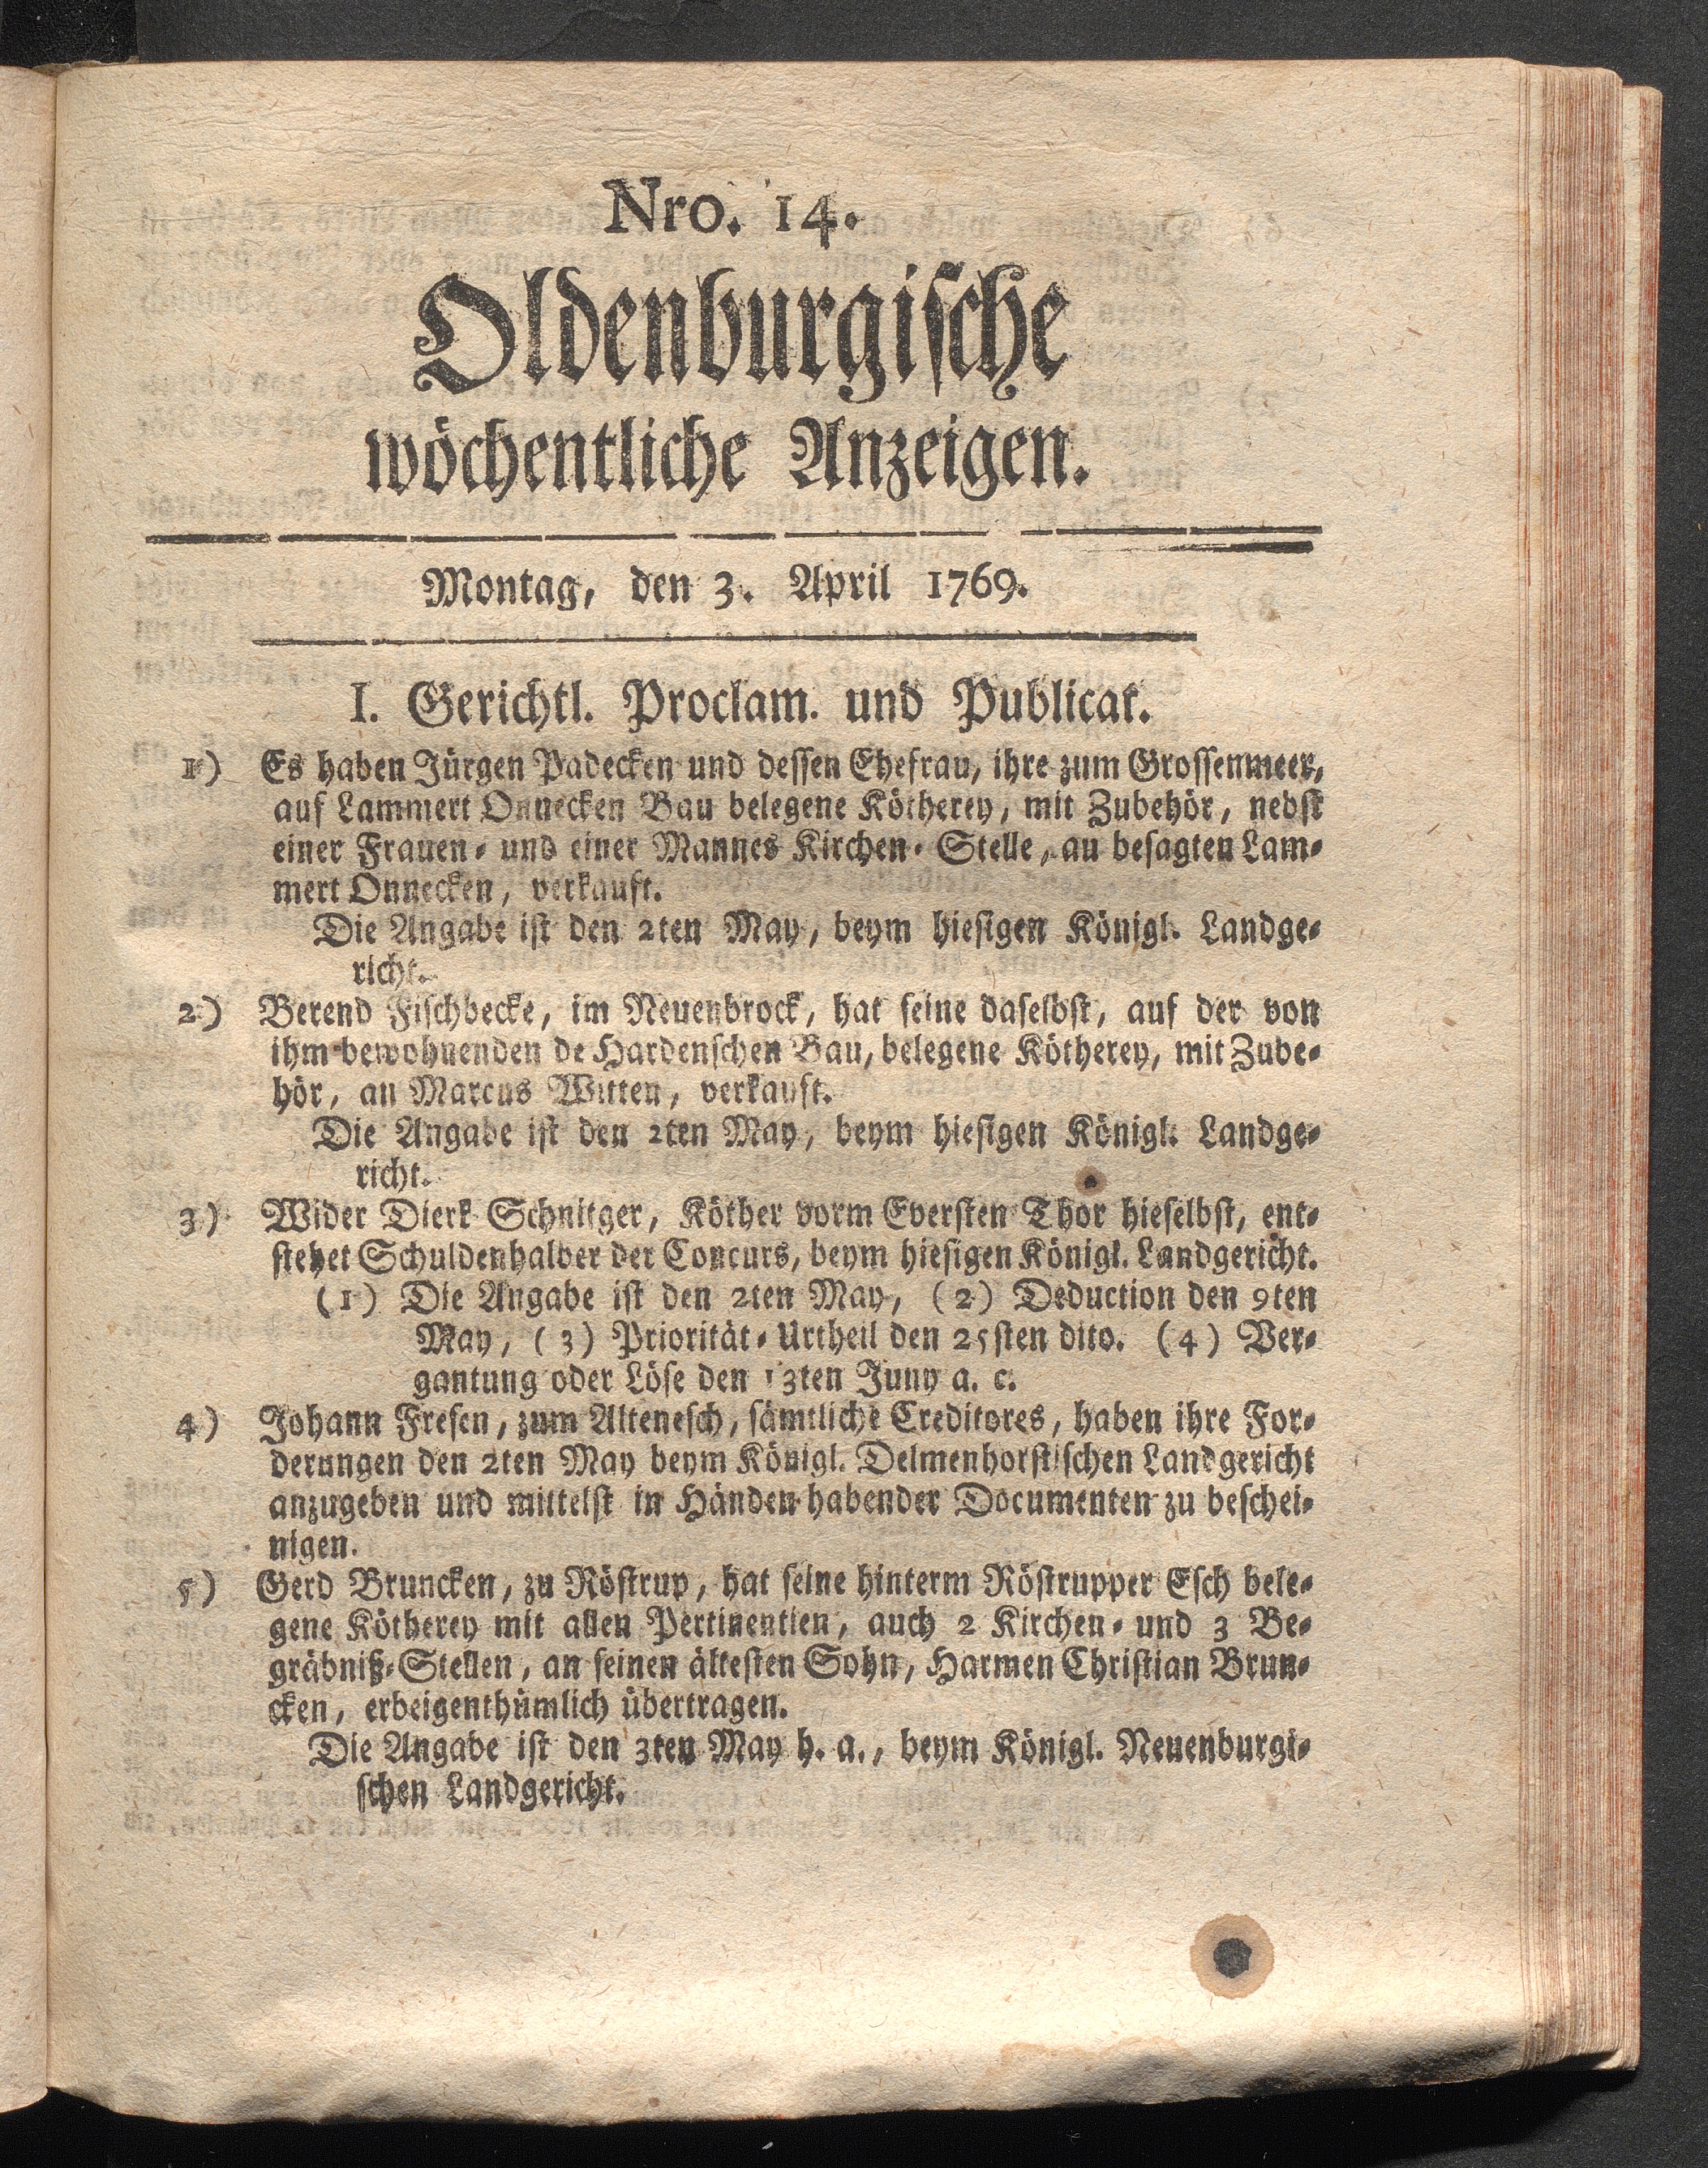 Nro. 14.
Oldenburgische
wöchentliche Anzeigen.
Montag, den 3. April 1769.
I. Gerichtl. Proclam. und Publicat.
1) Es haben Jürgen Padecken und dessen Ehefrau, ihre zum Grossenmeer,
auf Lammert Onnecken Bau belegene Kötherey, mit Zubehör, nebst
einer Frauen- und einer Mannes Kirchen-Stelle, an besagten Lam-
mert Onnecken, verkauft.
Die Angabe ist den 2ten May, beym hiesigen Königl. Landge-
richt.
2) Berend Fischbecke, im Neuenbrock, hat seine daselbst, auf der von
ihm bewohnenden de Hardenschen Bau, belegene Kötherey, mit Zube-
hör, an Marcus Witten, verkauft.
Die Angabe ist den 2ten May, beym hiesigen Königl. Landge-
richt.
3) Wider Dierk Schnitger, Köther vorm Eversten Thor hieselbst, ent-
stehet Schuldenhalber der Concurs, beym hiesigen Königl. Landgericht.
(1) Die Angabe ist den 2ten May, (2) Deduction den 9ten
May, (3) Priorität-Urtheil den 25sten dito. (4) Ver-
gantung oder Löse den 13ten Juny a. c.
4) Johann Fresen, zum Altenesch, sämtliche Creditores, haben ihre For-
derungen den 2ten May beym Königl. Delmenhorstischen Landgericht
anzugeben und mittelst in Händen habender Documenten zu beschei-
nigen.
5) Gerd Bruncken, zu Röstrup, hat seine hinterm Röstrupper Esch bele-
gene Kötherey mit allen Pertinentien, auch 2 Kirchen- und 3 Be-
gräbniß-Stellen, an seinen ältesten Sohn, Harmen Christian Brun-
cken, erbeigenthümlich übertragen.
Die Angabe ist den 3ten May h. a., beym Königl. Neuenburgi-
schen Landgericht.